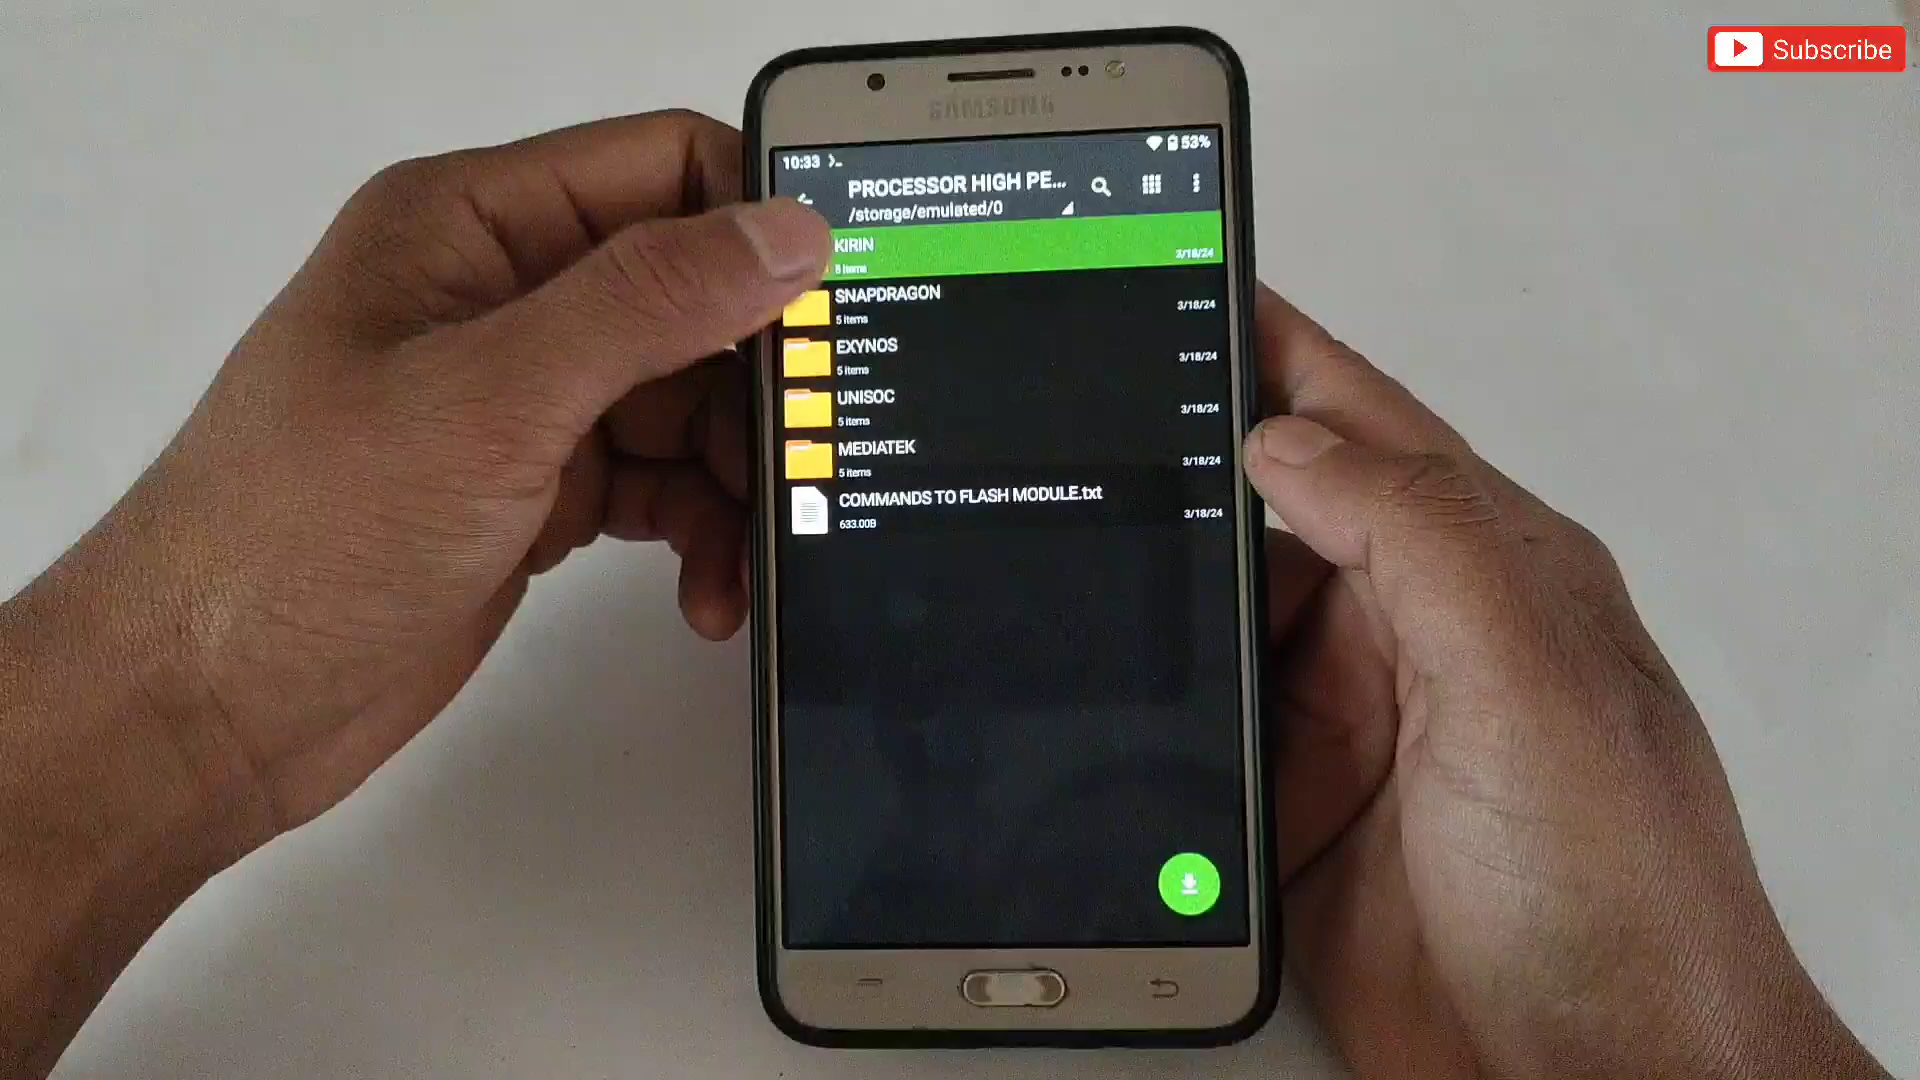 Subscribe
SAMSUNG
10:33
53%
PROCESSOR HIGH PE...
/storage/emulated/0
KIRIN
5 items
3/18/24
SNAPDRAGON
5 items
3/18/24
EXYNOS
5 items
3/18/24
UNISOC
5 items
3/18/24
MEDIATEK
5 items
3/18/24
COMMANDS TO FLASH MODULE.txt
633.00B
3/18/24